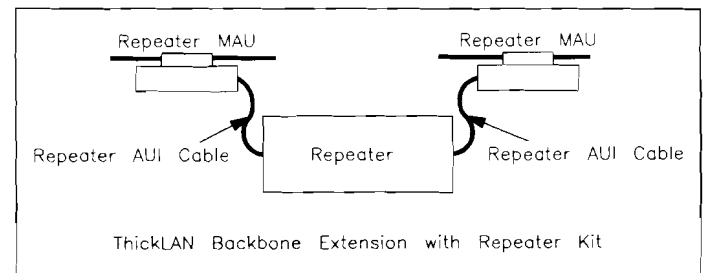 Repeater MAU
Repeater MAU
Repeater AUI Cable
Repeater
Repeater AUI Cable
ThickLAN Backbone Extension with Repeater Kit